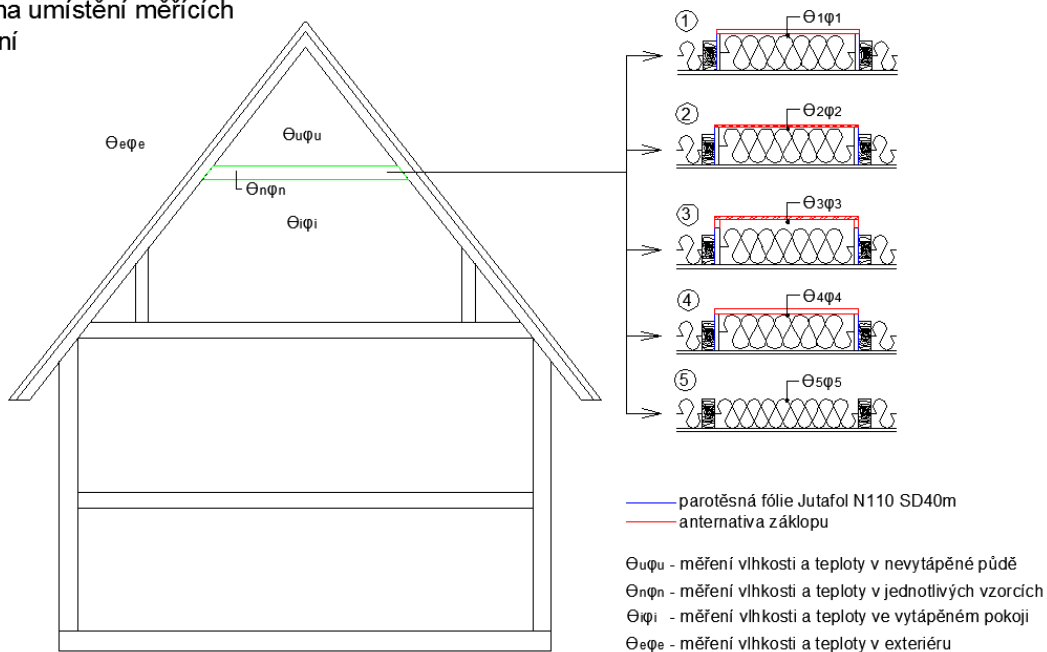 na umístění měřících
ní
Θeφe
Θuφu
Θnφn
Θiφi
1
Θ1φ1
2
Θ2φ2
3
Θ3φ3
4
Θ4φ4
5
Θ5φ5
parotěsná fólie Jutafol N110 SD40m
anternativa záklopu
Θuφu - měření vlhkosti a teploty v nevytápěné půdě
Θnφn - měření vlhkosti a teploty v jednotlivých vzorcích
Θiφi - měření vlhkosti a teploty ve vytápěném pokoji
Θeφe - měření vlhkosti a teploty v exteriéru